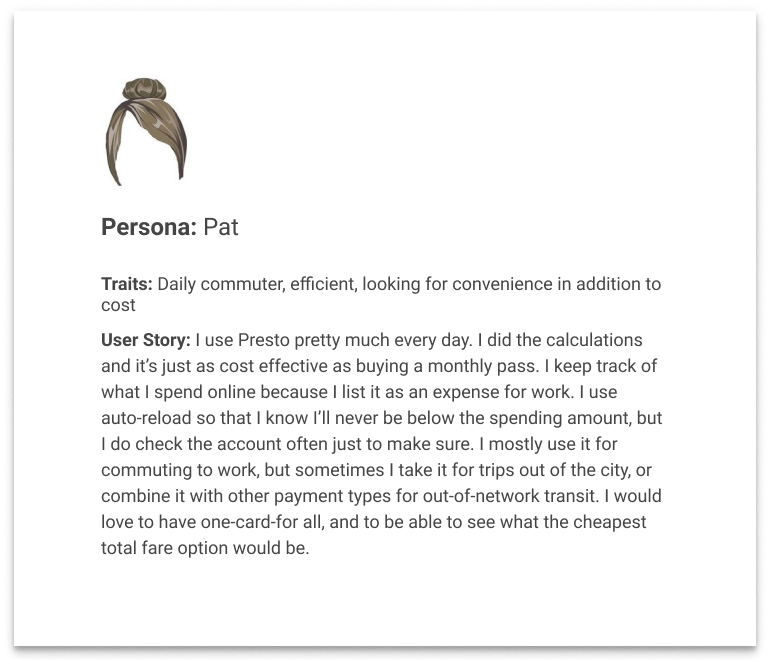 Persona: Pat
Traits: Daily commuter, efficient, looking for convenience in addition to
cost
User Story: I use Presto pretty much every day. I did the calculations
and it’s just as cost effective as buying a monthly pass. I keep track of
what I spend online because I list it as an expense for work. I use
auto-reload so that I know I’ll never be below the spending amount, but
I do check the account often just to make sure. I mostly use it for
commuting to work, but sometimes I take it for trips out of the city, or
combine it with other payment types for out-of-network transit. I would
love to have one-card-for all, and to be able to see what the cheapest
total fare option would be.